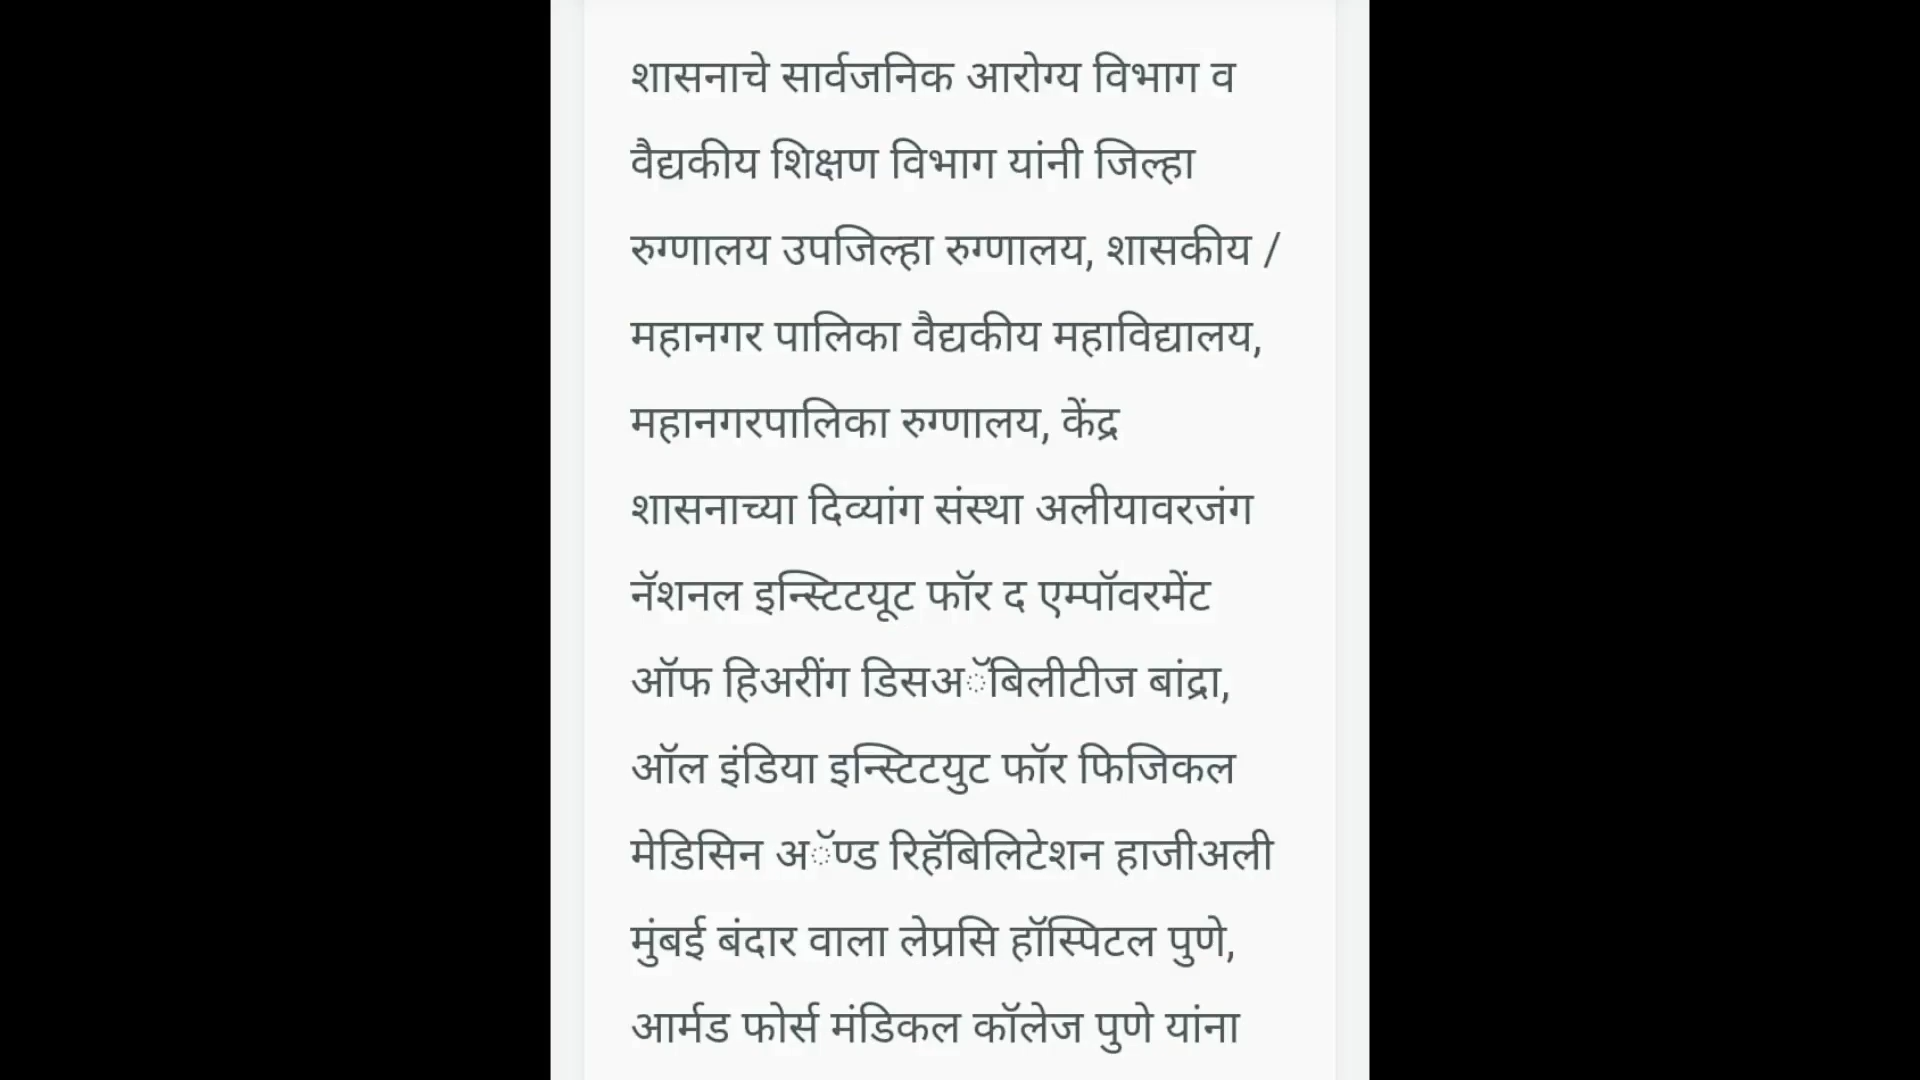 शासनाचे सार्वजनिक आरोग्य विभाग व
वैद्यकीय शिक्षण विभाग यांनी जिल्हा
रुग्णालय उपजिल्हा रुग्णालय, शासकीय /
महानगर पालिका वैद्यकीय महाविद्यालय,
महानगरपालिका रुग्णालय, केंद्र
शासनाच्या दिव्यांग संस्था अलीयावरजंग
नॅशनल इन्स्टिटयूट फॉर द एम्पॉवरमेंट
ऑफ हिअरींग डिसअॅबिलीटीज बांद्रा,
ऑल इंडिया इन्स्टिटयुट फॉर फिजिकल
मेडिसिन अॅण्ड रिहॅबिलिटेशन हाजीअली
मुंबई बंदार वाला लेप्रसि हॉस्पिटल पुणे,
आर्मड फोर्स मंडिकल कॉलेज पुणे यांना